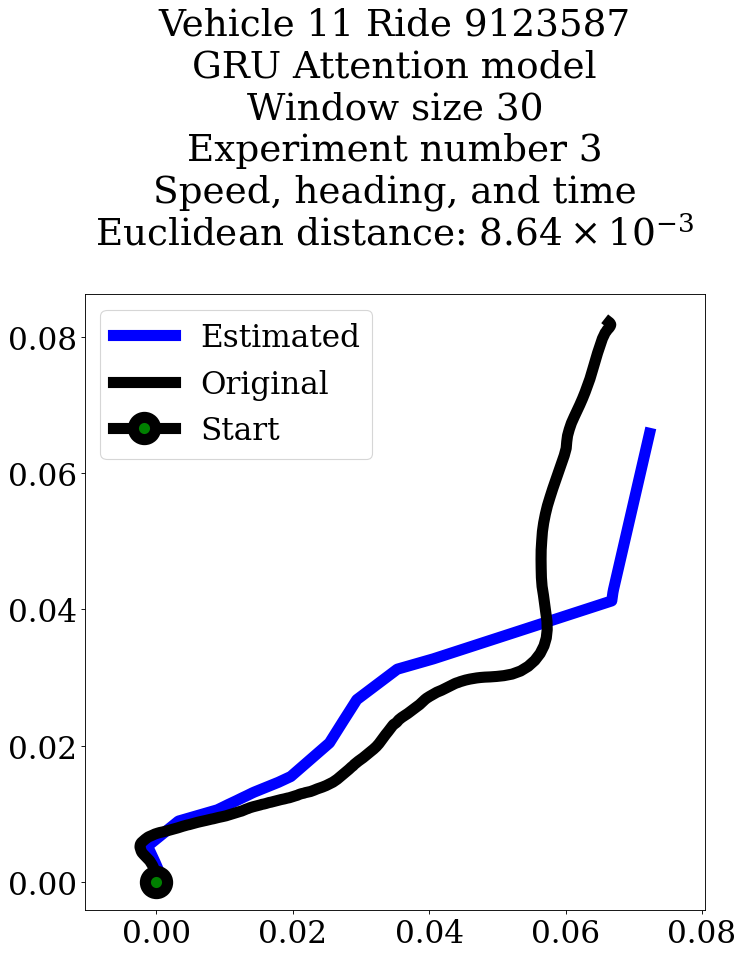 Vehicle 11 Ride 9123587
GRU Attention model
Window size 30
Experiment number 3
Speed, heading, and time
Euclidean distance: 8.64 × 10⁻³
Estimated
Original
Start
0.08
0.06
0.04
0.02
0.00
0.00 0.02 0.04 0.06 0.08